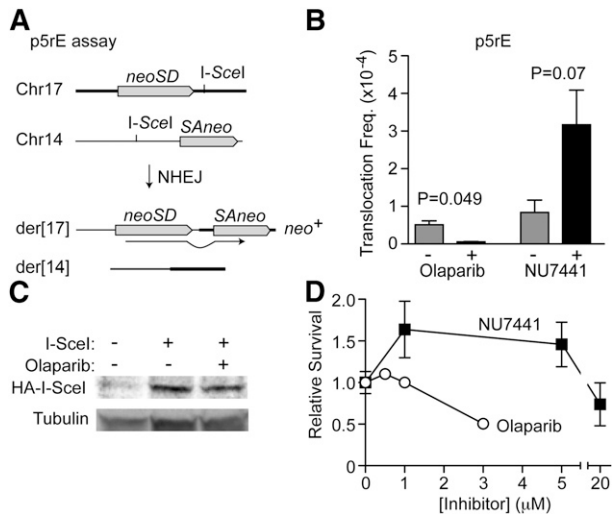 A
p5rE assay
neoSD
I-SceI
Chr17
I-SceI
SAneo
Chr14
NHEJ
neoSD
SAneo
der[17]
neo+
der[14]
B
p5rE
Translocation Freq. (x10-4)
5
4
3
2
1
0
P=0.07
P=0.049
- + - +
Olaparib NU7441
C
I-SceI: - + +
Olaparib: - - +
HA-I-SceI
Tubulin
D
Relative Survival
2.0
1.5
1.0
0.5
0
NU7441
Olaparib
0 1 2 3 4 5 20
[Inhibitor] (μM)